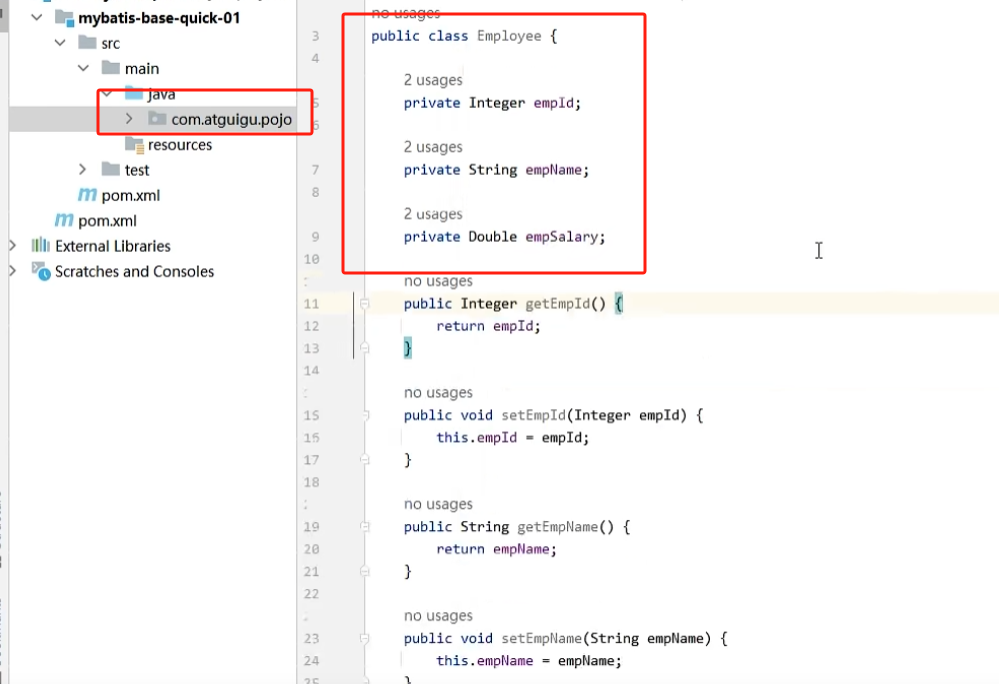 mybatis-base-quick-01
src
main
java
com.atguigu.pojo
resources
test
pom.xml
pom.xml
External Libraries
Scratches and Consoles
no usages
3 public class Employee {
4
2 usages
5 private Integer empId;
6
2 usages
7 private String empName;
8
2 usages
9 private Double empSalary;
10
no usages
11 public Integer getEmpId() {
12 return empId;
13 }
14
no usages
15 public void setEmpId(Integer empId) {
16 this.empId = empId;
17 }
18
no usages
19 public String getEmpName() {
20 return empName;
21 }
22
no usages
23 public void setEmpName(String empName) {
24 this.empName = empName;
25 }